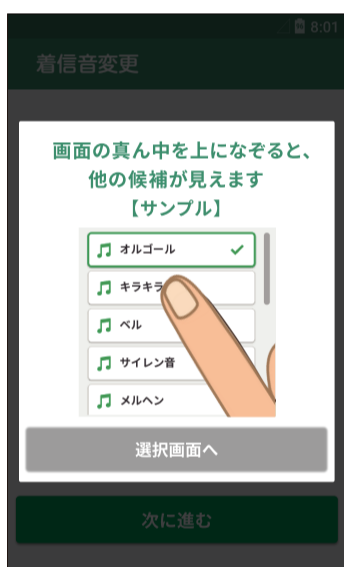 8:01
着信音変更
画面の真ん中を上になぞると、
他の候補が見えます
【サンプル】
オルゴール
キラキラ
ベル
サイレン音
メルヘン
選択画面へ
次に進む